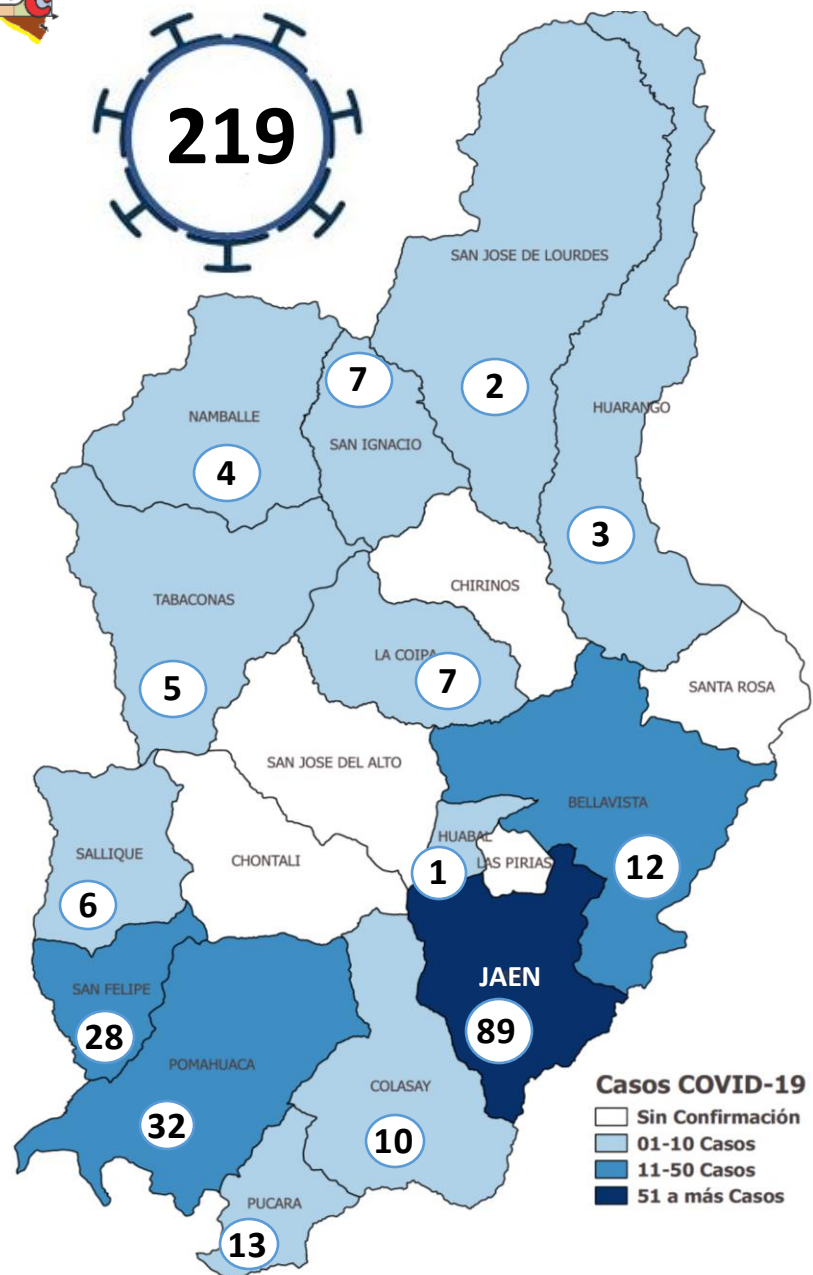 219
SAN JOSE DE LOURDES
7
2
NAMBALLE
HUARANGO
SAN IGNACIO
4
3
CHIRINOS
TABACONAS
LA COIPA
7
5
SANTA ROSA
SAN JOSE DEL ALTO
BELLAVISTA
HUABAL
SALLIQUE
CHONTALI
LAS PIRIAS
1
12
6
JAEN
SAN FELIPE
28
89
POMAHUACA
COLASAY
32
10
PUCARA
13
Casos COVID-19
Sin Confirmación
01-10 Casos
11-50 Casos
51 a más Casos